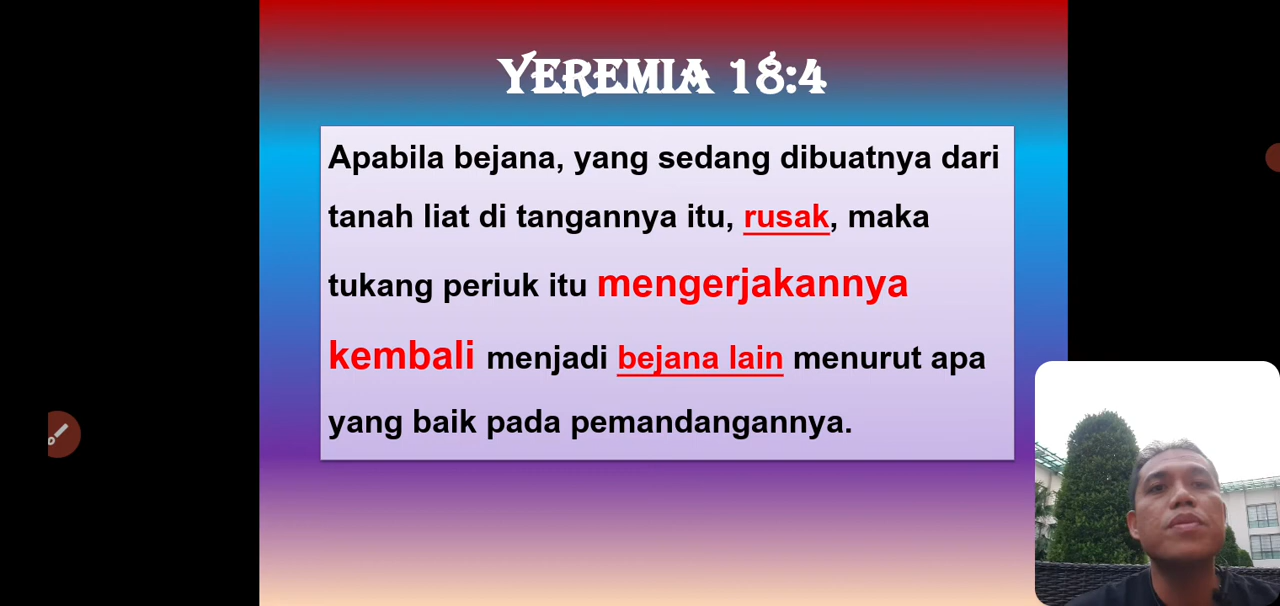 YEREMIA 18:4
Apabila bejana, yang sedang dibuatnya dari
tanah liat di tangannya itu, rusak, maka
tukang periuk itu mengerjakannya
kembali menjadi bejana lain menurut apa
yang baik pada pemandangannya.